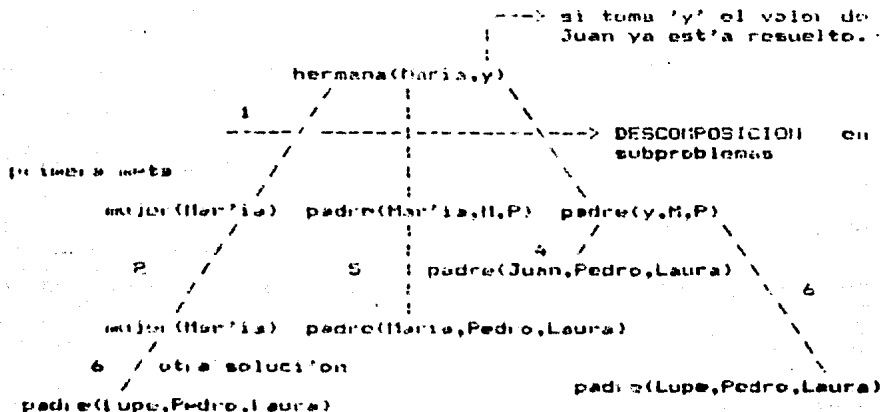 ---> si toma 'y' el valor de
Juan ya est'a resuelto.
hermana(Maria,y)
1
-----> DESCOMPOSICION en
subproblemas
primera meta
mujer(Mar'ia) padre(Mar'ia,M,P) padre(y,M,P)
4
2 5 padre(Juan,Pedro,Laura)
6
mujer(Mar'ia) padre(Maria,Pedro,Laura)
6 otra soluci'on
padre(Lupe,Pedro,Laura)
padre(Lupe,Pedro,Laura)